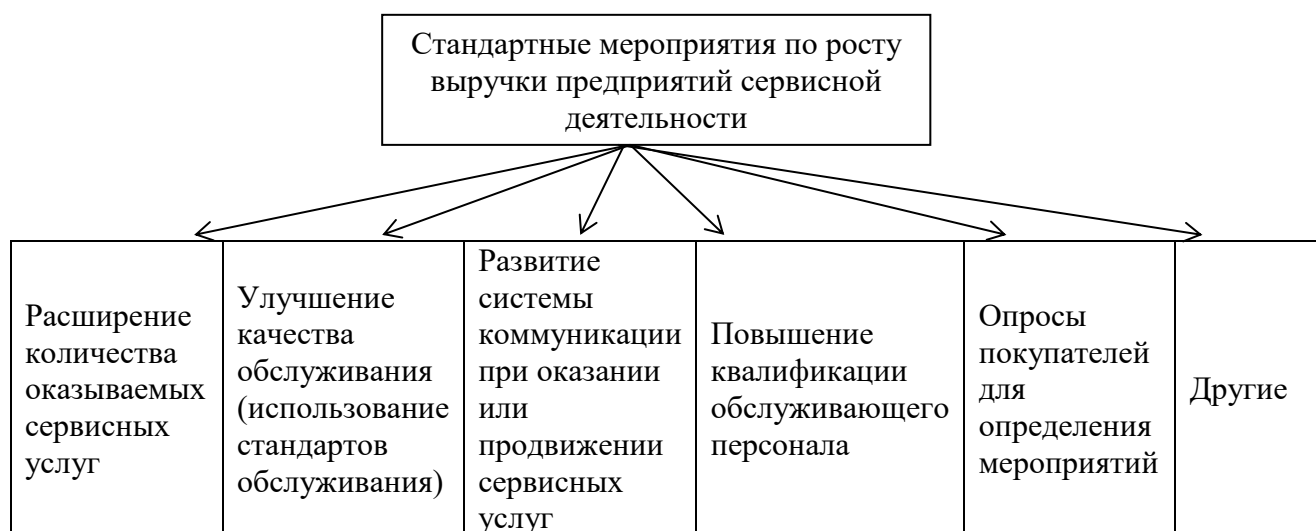 Стандартные мероприятия по росту
выручки предприятий сервисной
деятельности
Расширение
количества
оказываемых
сервисных
услуг
Улучшение
качества
обслуживания
(использование
стандартов
обслуживания)
Развитие
системы
коммуникации
при оказании
или
продвижении
сервисных
услуг
Повышение
квалификации
обслуживающего
персонала
Опросы
покупателей
для
определения
мероприятий
Другие